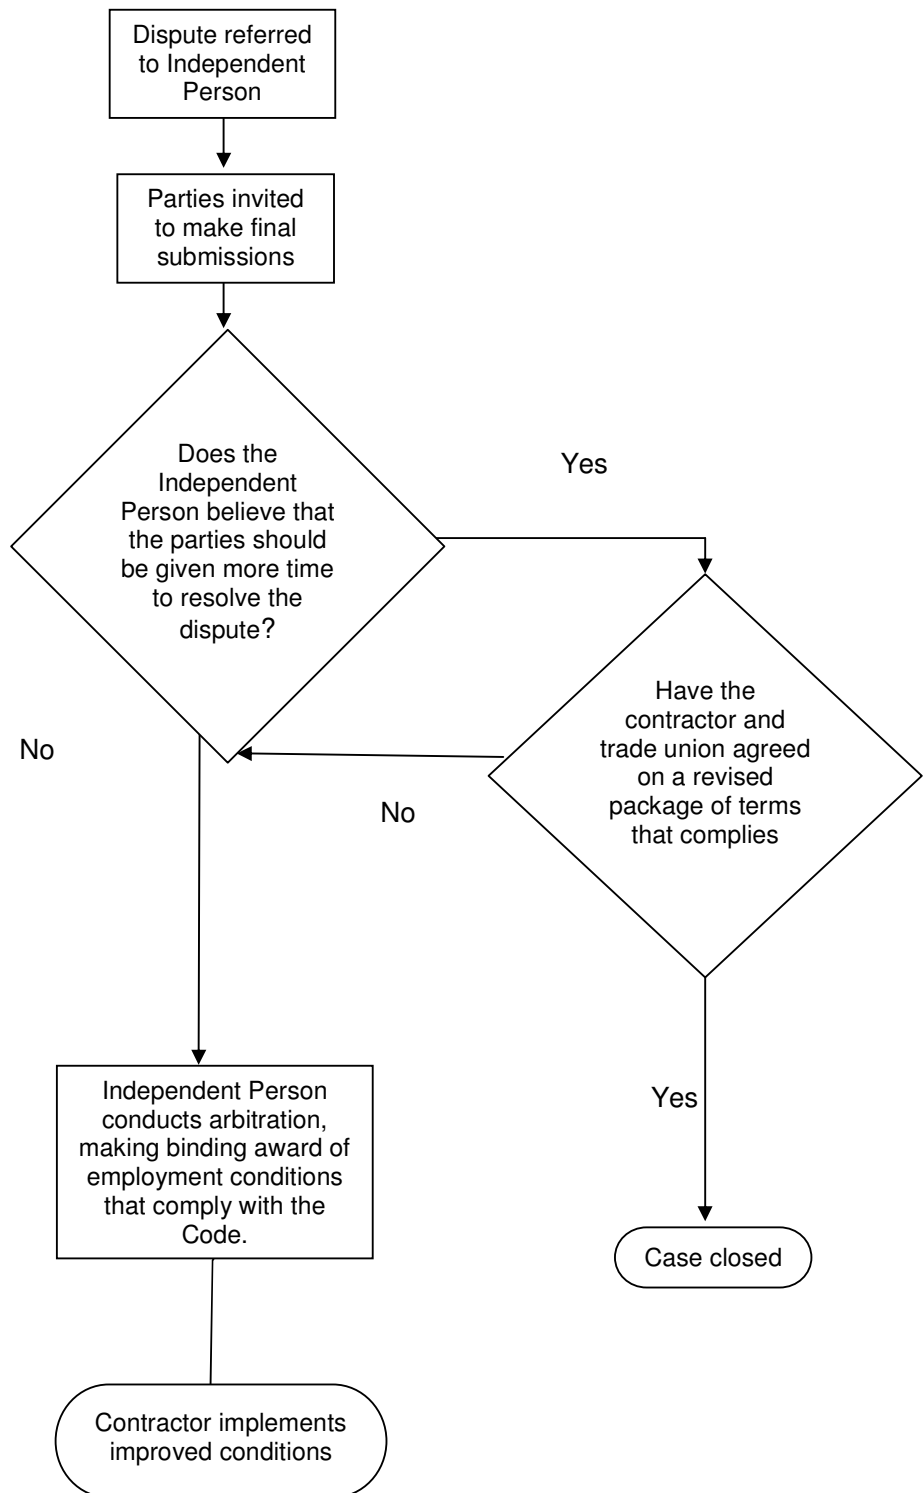 Dispute referred
to Independent
Person
Parties invited
to make final
submissions
Does the
Independent
Person believe that
the parties should
be given more time
to resolve the
dispute?
Yes
No
Have the
contractor and
trade union agreed
on a revised
package of terms
that complies
No
Independent Person
conducts arbitration,
making binding award of
employment conditions
that comply with the
Code.
Yes
Case closed
Contractor implements
improved conditions